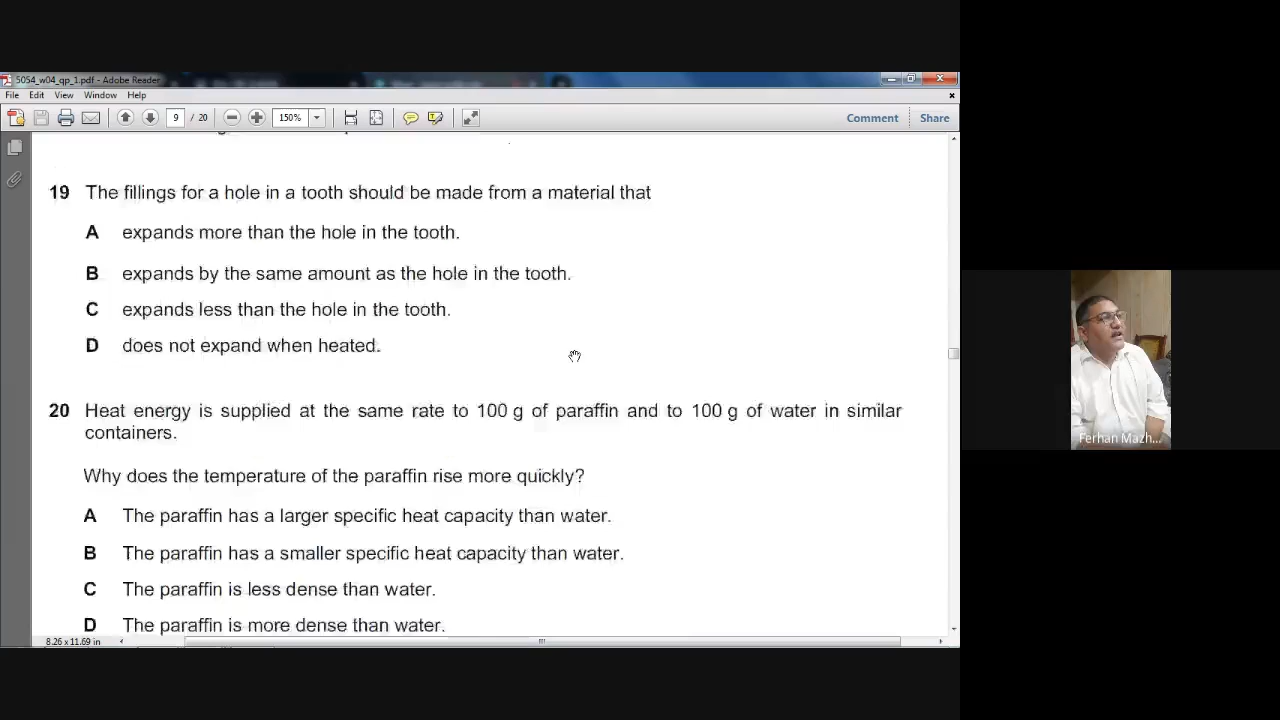 5054_w04_qp_1.pdf - Adobe Reader
File Edit View Window Help
9 / 20 150% Comment Share
19 The fillings for a hole in a tooth should be made from a material that
A expands more than the hole in the tooth.
B expands by the same amount as the hole in the tooth.
C expands less than the hole in the tooth.
D does not expand when heated.
20 Heat energy is supplied at the same rate to 100 g of paraffin and to 100 g of water in similar
containers.
Why does the temperature of the paraffin rise more quickly?
A The paraffin has a larger specific heat capacity than water.
B The paraffin has a smaller specific heat capacity than water.
C The paraffin is less dense than water.
D The paraffin is more dense than water.
8.26 x 11.69 in
Ferhan Mazh...